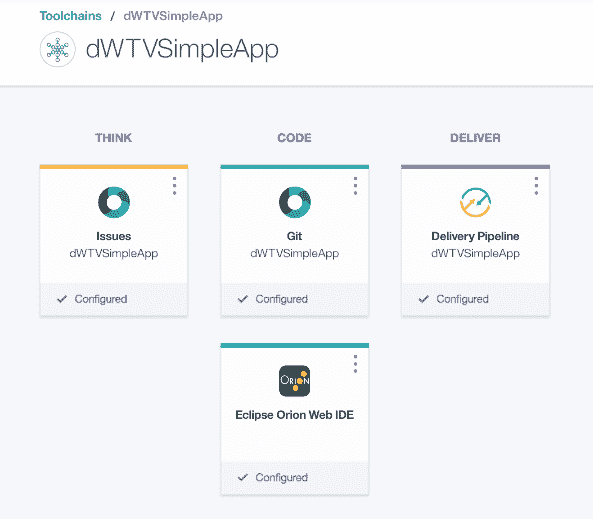 Toolchains / dWTVSimpleApp
dWTVSimpleApp
THINK
CODE
DELIVER
Issues
dWTVSimpleApp
Configured
Git
dWTVSimpleApp
Configured
Delivery Pipeline
dWTVSimpleApp
Configured
ORION
Eclipse Orion Web IDE
Configured